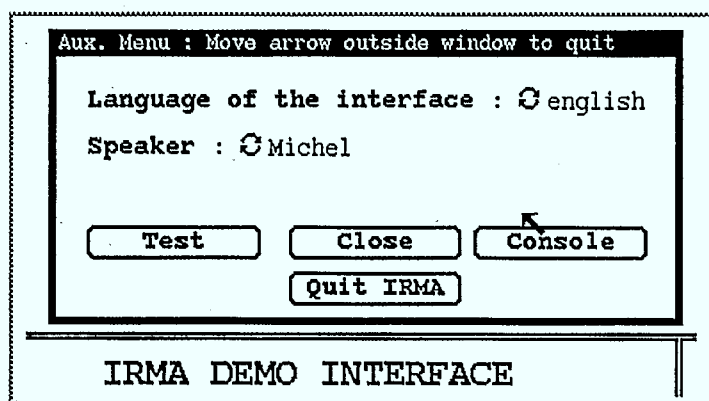 Aux. Menu : Move arrow outside window to quit
Language of the interface : english
Speaker : Michel
Test Close Console
Quit IRMA
IRMA DEMO INTERFACE